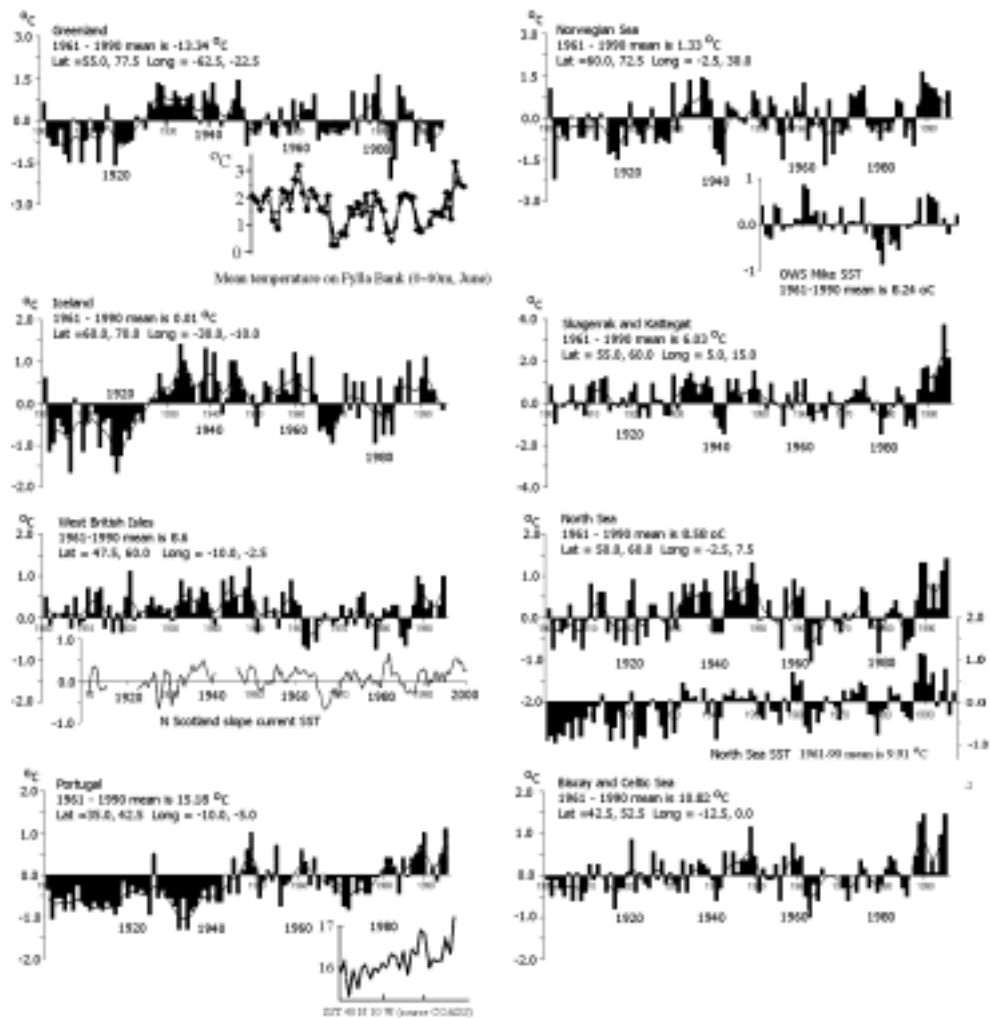 °C
Greenland
1961 - 1990 mean is -13.34 °C
Lat =55.0, 77.5 Long = -62.5, -22.5
3.0
1.5
0.0
-1.5
-3.0
1920
1940
1960
1980
°C
3
2
1
0
Mean temperature on Fylla Bank (0-40m, June)
°C
Norwegian Sea
1961 - 1990 mean is 1.33 °C
Lat =60.0, 72.5 Long = -2.5, 30.0
3.0
1.5
0.0
-1.5
-3.0
1920
1940
1960
1980
1
0.0
-1
OWS Mike SST
1961-1990 mean is 8.24 oC
°C
Iceland
1961 - 1990 mean is 0.01 °C
Lat =60.0, 70.0 Long = -30.0, -10.0
2.0
1.0
0.0
-1.0
-2.0
1920
1940
1960
1980
°C
Skagerrak and Kattegat
1961 - 1990 mean is 6.03 °C
Lat = 55.0, 60.0 Long = 5.0, 15.0
4.0
2.0
0.0
-2.0
-4.0
1920
1940
1960
1980
°C
West British Isles
1961-1990 mean is 8.6
Lat = 47.5, 60.0 Long = -10.0, -2.5
2.0
1.0
0.0
-1.0
-2.0
1.0
0.0
-1.0
1920
1940
1960
1980
2000
N Scotland slope current SST
°C
North Sea
1961 - 1990 mean is 8.58 oC
Lat = 50.0, 60.0 Long = -2.5, 7.5
2.0
1.0
0.0
-1.0
-2.0
1920
1940
1960
1980
2.0
1.0
0.0
-1.0
North Sea SST 1961-90 mean is 9.91 °C
°C
Portugal
1961 - 1990 mean is 15.18 °C
Lat =35.0, 42.5 Long = -10.0, -5.0
2.0
1.0
0.0
-1.0
-2.0
1920
1940
1960
1980
17
16
SST 40 N 10 W (source COADS)
°C
Biscay and Celtic Sea
1961 - 1990 mean is 10.82 °C
Lat =42.5, 52.5 Long = -12.5, 0.0
2.0
1.0
0.0
-1.0
-2.0
1920
1940
1960
1980